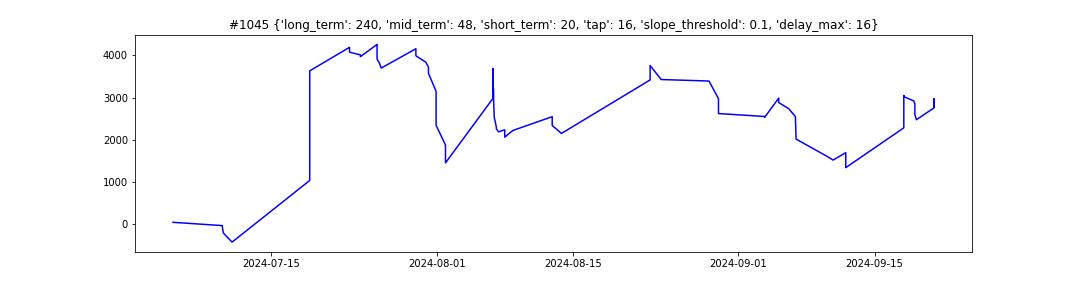 #1045 {'long_term': 240, 'mid_term': 48, 'short_term': 20, 'tap': 16, 'slope_threshold': 0.1, 'delay_max': 16}
4000
3000
2000
1000
0
2024-07-15 2024-08-01 2024-08-15 2024-09-01 2024-09-15